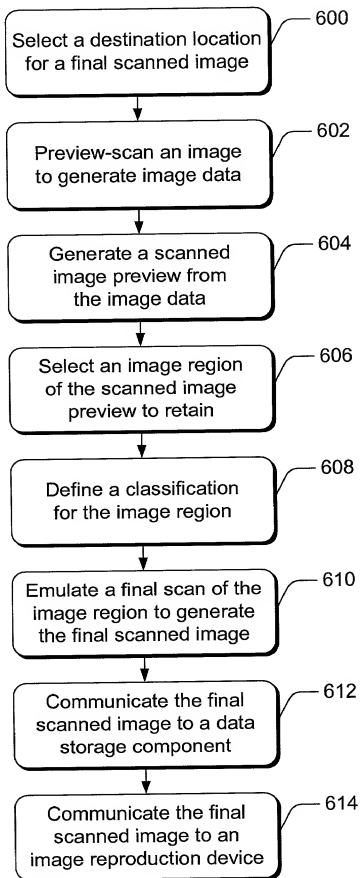 600
Select a destination location
for a final scanned image
602
Preview-scan an image
to generate image data
604
Generate a scanned
image preview from
the image data
606
Select an image region
of the scanned image
preview to retain
608
Define a classification
for the image region
610
Emulate a final scan of the
image region to generate
the final scanned image
612
Communicate the final
scanned image to a data
storage component
614
Communicate the final
scanned image to an
image reproduction device